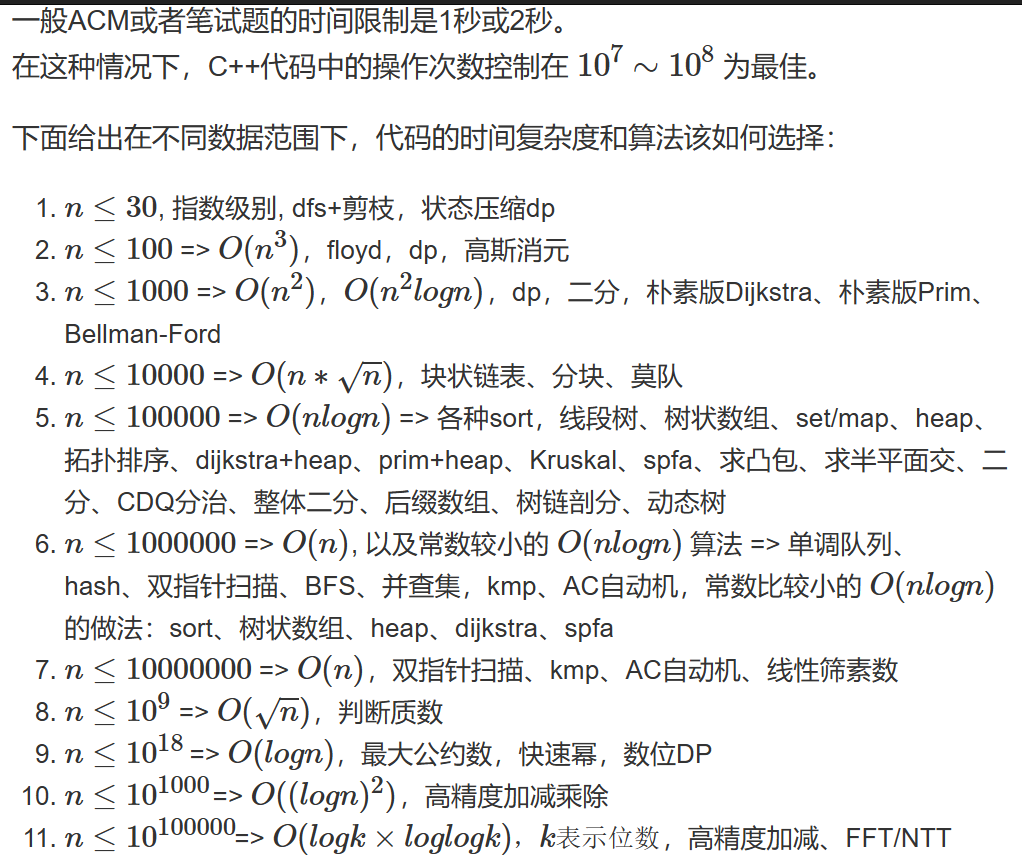 一般ACM或者笔试题的时间限制是1秒或2秒。
在这种情况下，C++代码中的操作次数控制在 10^7 ∼ 10^8 为最佳。
下面给出在不同数据范围下，代码的时间复杂度和算法该如何选择：
1. n ≤ 30, 指数级别, dfs+剪枝，状态压缩dp
2. n ≤ 100 => O(n^3)，floyd，dp，高斯消元
3. n ≤ 1000 => O(n^2)，O(n^2logn)，dp，二分，朴素版Dijkstra、朴素版Prim、
Bellman-Ford
4. n ≤ 10000 => O(n ∗ √n)，块状链表、分块、莫队
5. n ≤ 100000 => O(nlogn) => 各种sort，线段树、树状数组、set/map、heap、
拓扑排序、dijkstra+heap、prim+heap、Kruskal、spfa、求凸包、求半平面交、二
分、CDQ分治、整体二分、后缀数组、树链剖分、动态树
6. n ≤ 1000000 => O(n), 以及常数较小的 O(nlogn) 算法 => 单调队列、
hash、双指针扫描、BFS、并查集，kmp、AC自动机，常数比较小的 O(nlogn)
的做法：sort、树状数组、heap、dijkstra、spfa
7. n ≤ 10000000 => O(n)，双指针扫描、kmp、AC自动机、线性筛素数
8. n ≤ 10^9 => O(√n)，判断质数
9. n ≤ 10^18 => O(logn)，最大公约数，快速幂，数位DP
10. n ≤ 10^1000 => O((logn)^2)，高精度加减乘除
11. n ≤ 10^100000 => O(logk × loglogk)，k表示位数，高精度加减、FFT/NTT